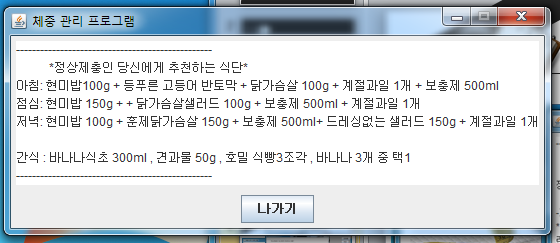 체중 관리 프로그램
----------------------------------------------------
*정상체중인 당신에게 추천하는 식단*
아침: 현미밥100g + 등푸른 고등어 반토막 + 닭가슴살 100g + 계절과일 1개 + 보충제 500ml
점심: 현미밥 150g + + 닭가슴살샐러드 100g + 보충제 500ml + 계절과일 1개
저녁: 현미밥 100g + 훈제닭가슴살 150g + 보충제 500ml+ 드레싱없는 샐러드 150g + 계절과일 1개
간식 : 바나나식초 300ml , 견과물 50g , 호밀 식빵3조각 , 바나나 3개 중 택1
----------------------------------------------------
나가기